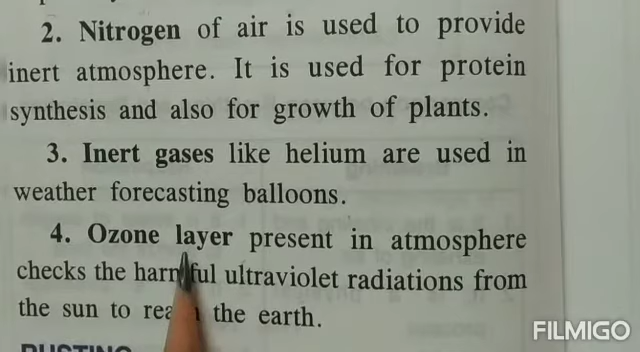 2. Nitrogen of air is used to provide
inert atmosphere. It is used for protein
synthesis and also for growth of plants.
3. Inert gases like helium are used in
weather forecasting balloons.
4. Ozone layer present in atmosphere
checks the harmful ultraviolet radiations from
the sun to reach the earth.
FILMIGO